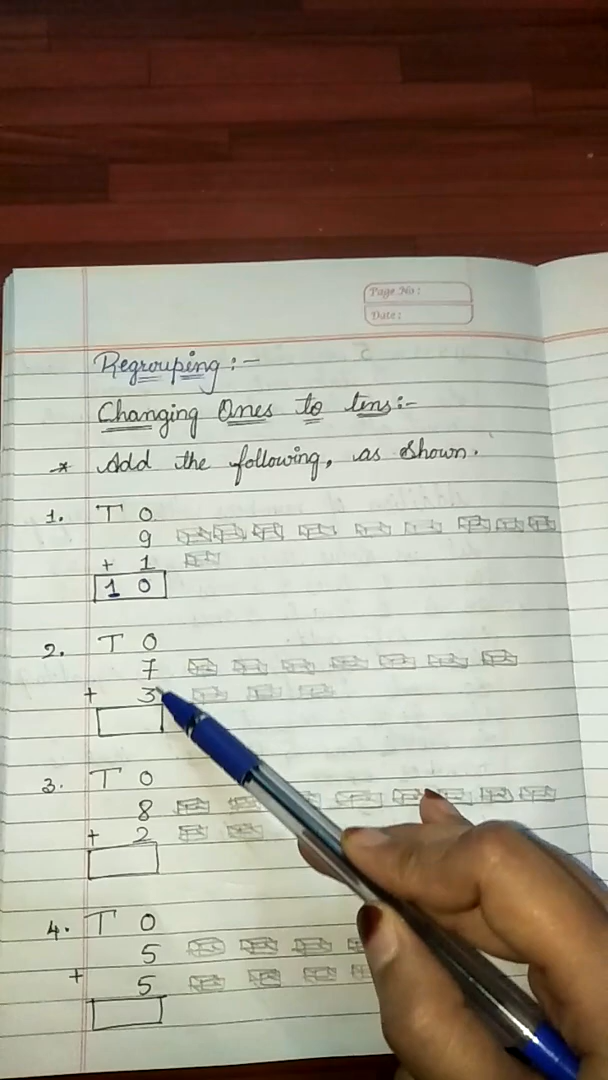 Page No :
Date :
Regrouping :-
Changing Ones to tens :-
* Add the following, as shown.
1. T O
9
+ 1
1 0
2. T O
7
+ 3
3. T O
8
+ 2
4. T O
5
+ 5